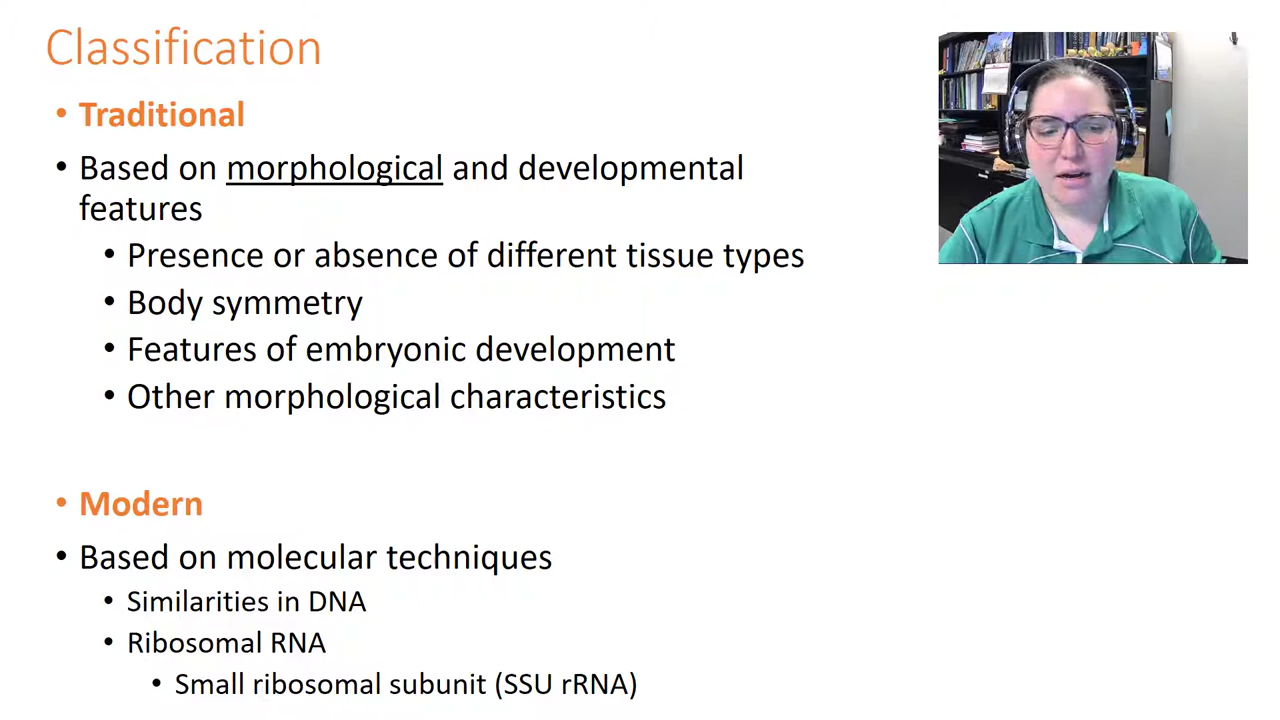 Classification
• Traditional
• Based on morphological and developmental
features
• Presence or absence of different tissue types
• Body symmetry
• Features of embryonic development
• Other morphological characteristics
• Modern
• Based on molecular techniques
• Similarities in DNA
• Ribosomal RNA
• Small ribosomal subunit (SSU rRNA)